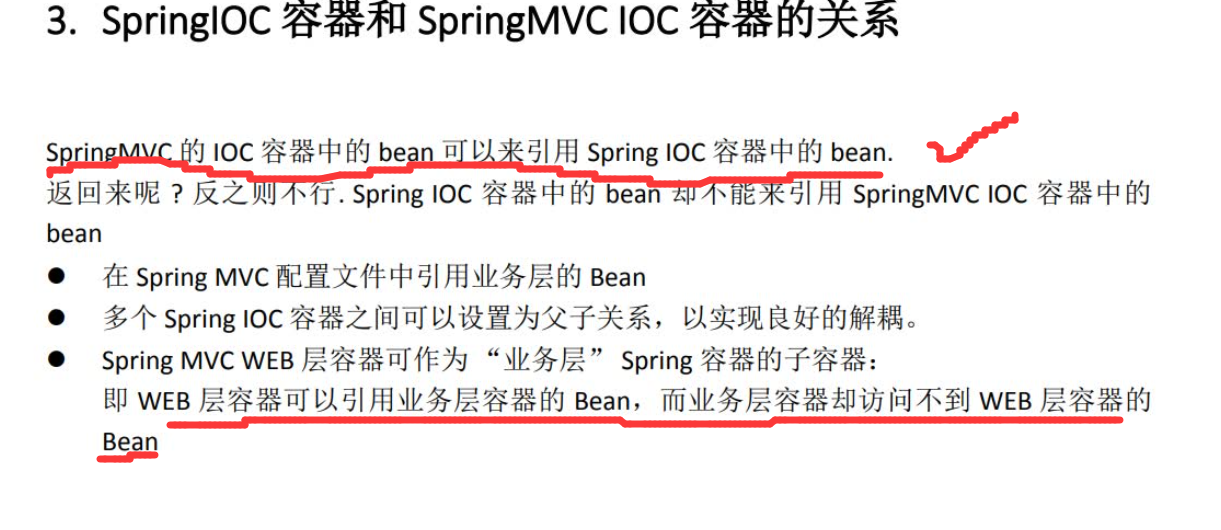 3. SpringIOC 容器和 SpringMVC IOC 容器的关系
SpringMVC 的 IOC 容器中的 bean 可以来引用 Spring IOC 容器中的 bean.
返回来呢？反之则不行. Spring IOC 容器中的 bean 却不能来引用 SpringMVC IOC 容器中的
bean
● 在 Spring MVC 配置文件中引用业务层的 Bean
● 多个 Spring IOC 容器之间可以设置为父子关系，以实现良好的解耦。
● Spring MVC WEB 层容器可作为 “业务层” Spring 容器的子容器：
即 WEB 层容器可以引用业务层容器的 Bean，而业务层容器却访问不到 WEB 层容器的
Bean